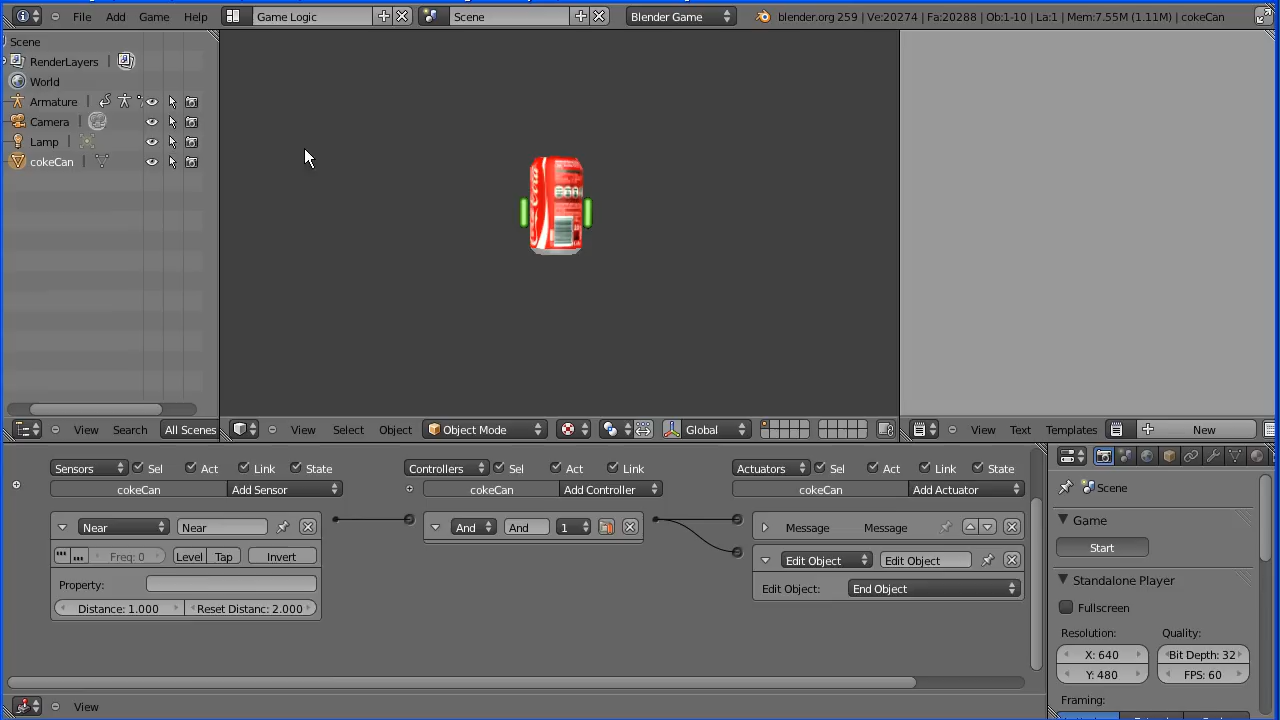 File Add Game Help Game Logic Scene Blender Game blender.org 259 | Ve:20274 | Fa:20288 | Ob:1-10 | La:1 | Mem:7.55M (1.11M) | cokeCan
Scene
RenderLayers |
World
Armature |
Camera |
Lamp |
cokeCan |
View Search All Scenes
View Select Object Object Mode Global
View Text Templates New
Sensors Sel Act Link State
cokeCan Add Sensor
Near Near
Freq: 0 Level Tap Invert
Property:
Distance: 1.000 Reset Distanc: 2.000
Controllers Sel Act Link
cokeCan Add Controller
And And 1
Actuators Sel Act Link State
cokeCan Add Actuator
Message Message
Edit Object Edit Object
Edit Object: End Object
View
Scene
Game
Start
Standalone Player
Fullscreen
Resolution: Quality:
X: 640 Bit Depth: 32
Y: 480 FPS: 60
Framing: